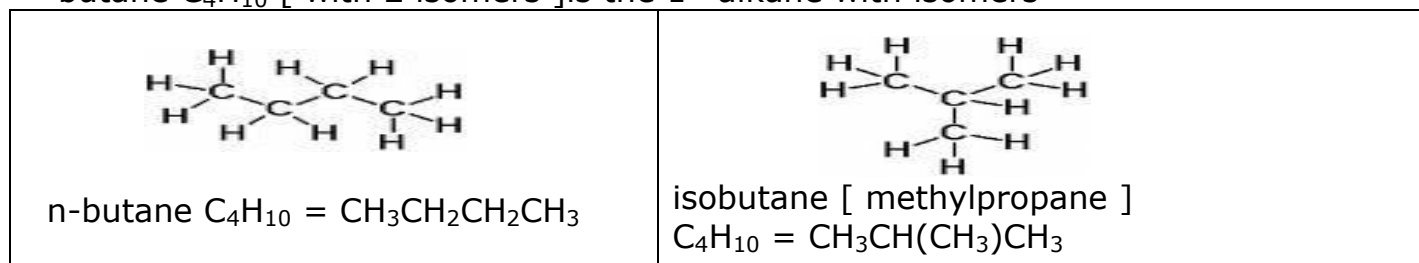 butane C₄H₁₀ [ with 2 isomers ]is the 1 alkane with isomers
H H H H
H C C H
H C C H
H H H
n-butane C₄H₁₀ = CH₃CH₂CH₂CH₃
H H
H C C H
H C H H
C
H H
H
isobutane [ methylpropane ]
C₄H₁₀ = CH₃CH(CH₃)CH₃